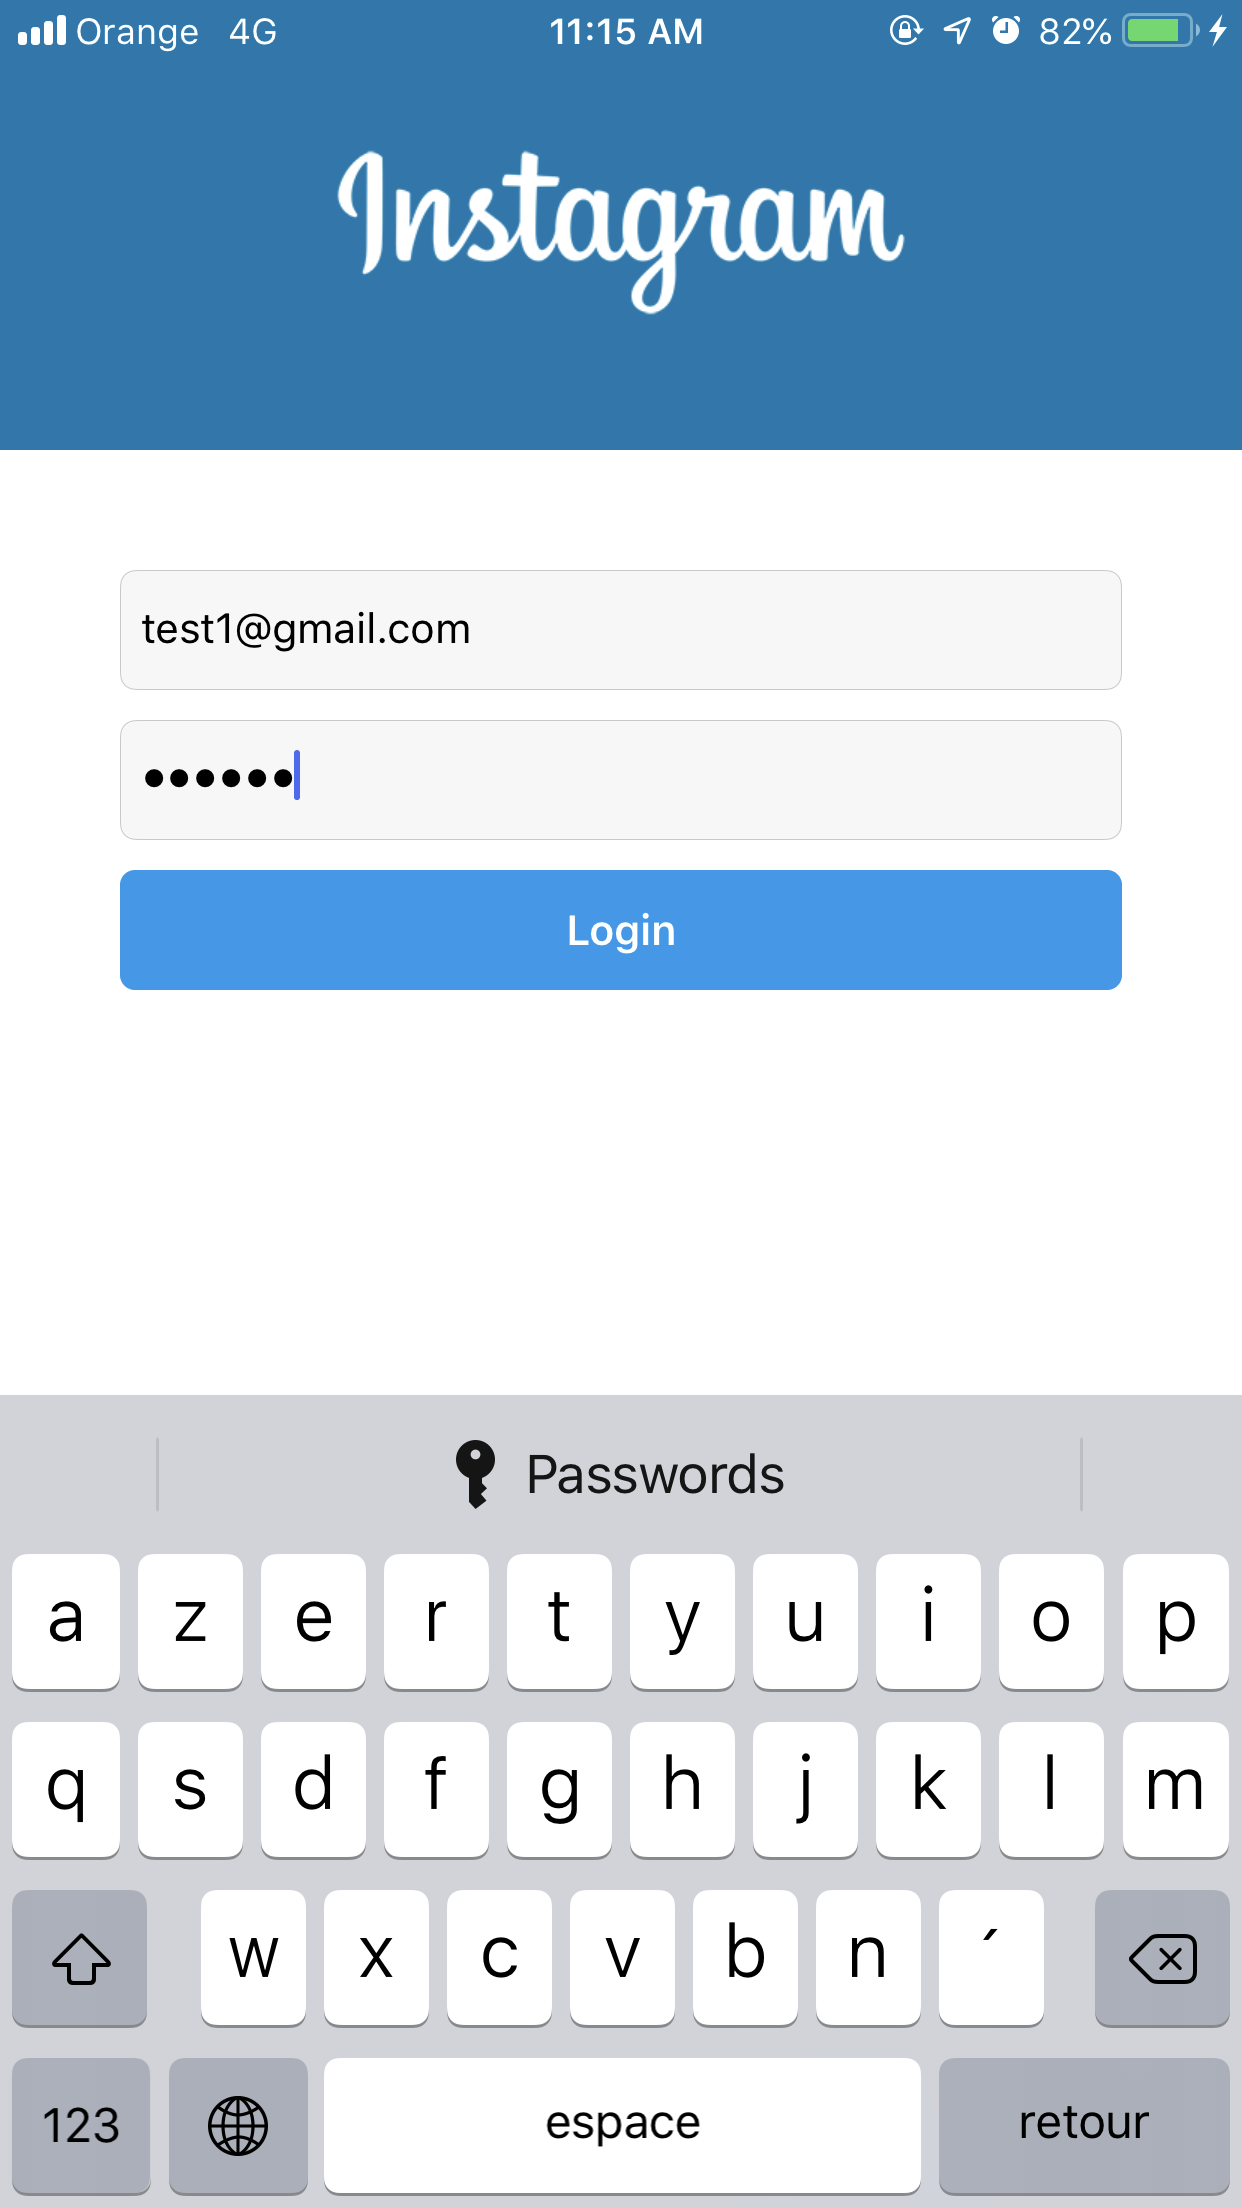 Orange 4G 11:15 AM 82%
Instagram
test1@gmail.com
••••••
Login
Passwords
a z e r t y u i o p
q s d f g h j k l m
w x c v b n ´
123 espace retour